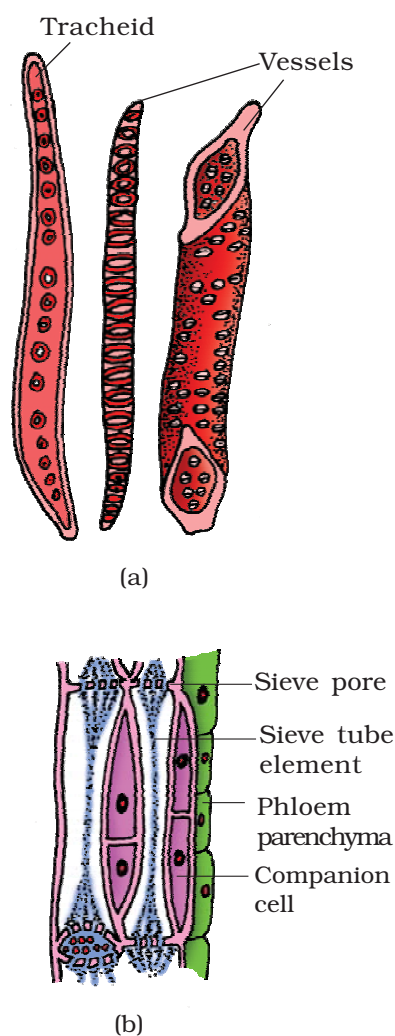 Tracheid
Vessels
(a)
Sieve pore
Sieve tube
element
Phloem
parenchyma
Companion
cell
(b)